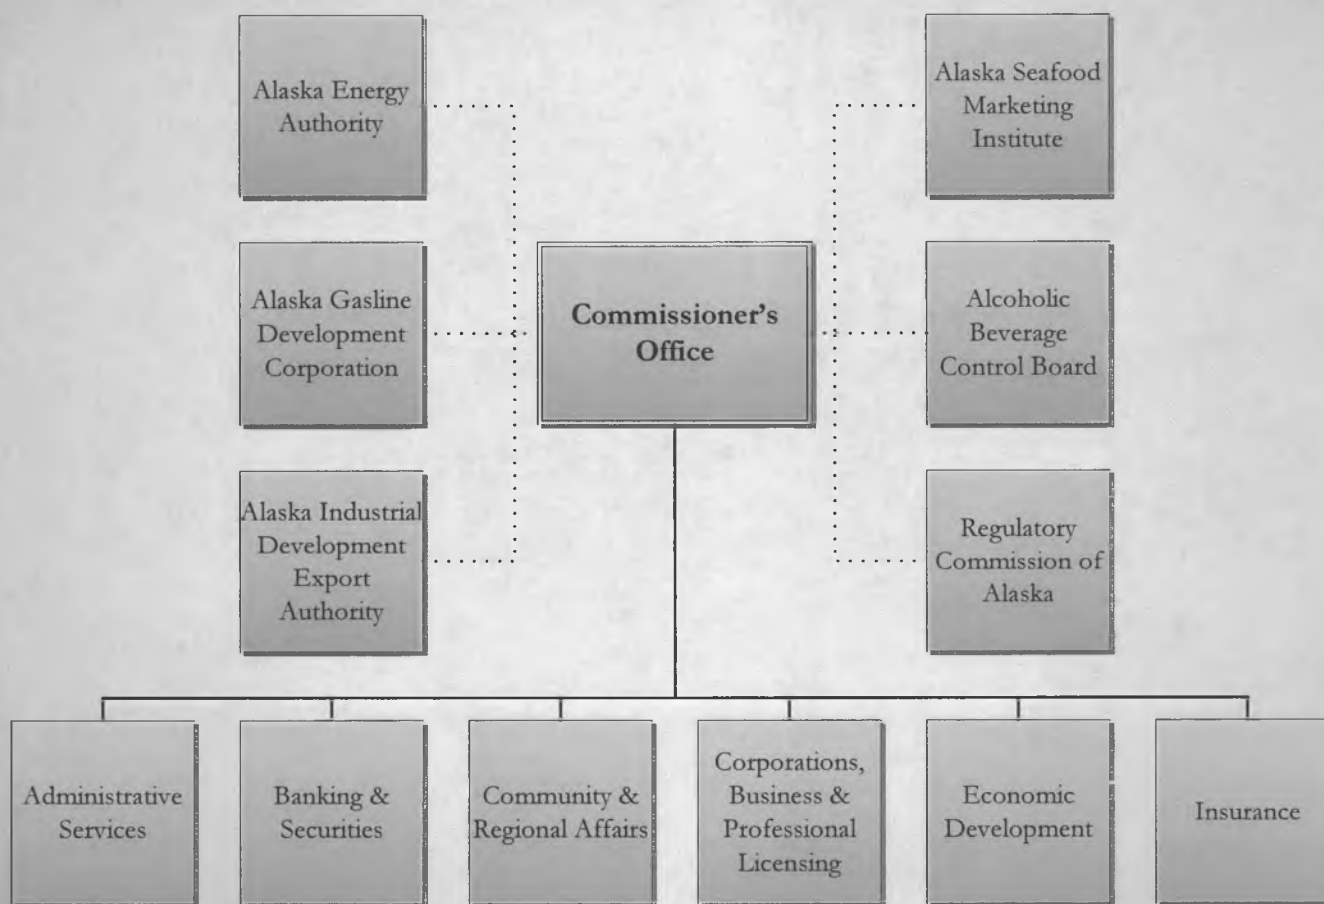 Alaska Energy
Authority
Alaska Seafood
Marketing
Institute
Alaska Gasline
Development
Corporation
Commissioner's
Office
Alcoholic
Beverage
Control Board
Alaska Industrial
Development
Export
Authority
Regulatory
Commission of
Alaska
Administrative
Services
Banking &
Securities
Community &
Regional Affairs
Corporations,
Business &
Professional
Licensing
Economic
Development
Insurance